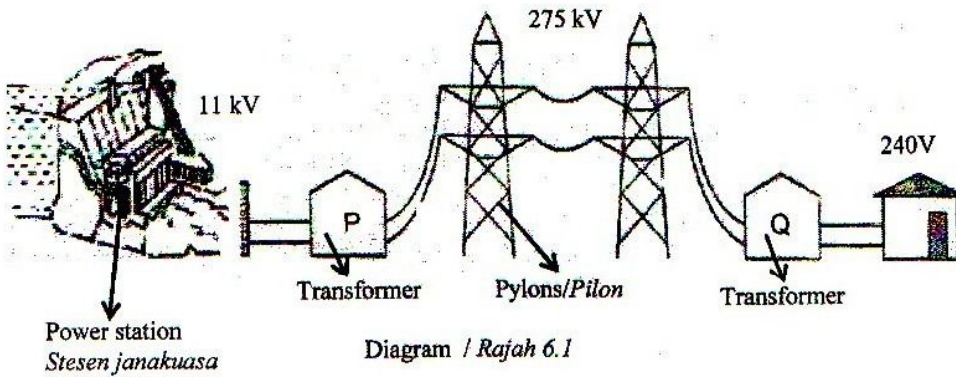 275 kV
11 kV
240V
P
Q
Transformer
Pylons/Pilon
Transformer
Power station
Stesen janakuasa
Diagram / Rajah 6.1